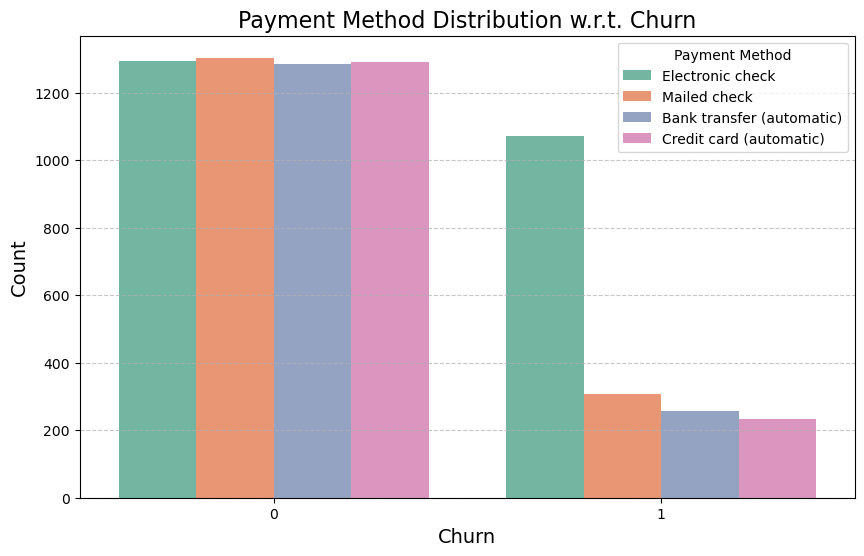 Payment Method Distribution w.r.t. Churn
Payment Method
Electronic check
Mailed check
Bank transfer (automatic)
Credit card (automatic)
Count
1200
1000
800
600
400
200
0
0
1
Churn